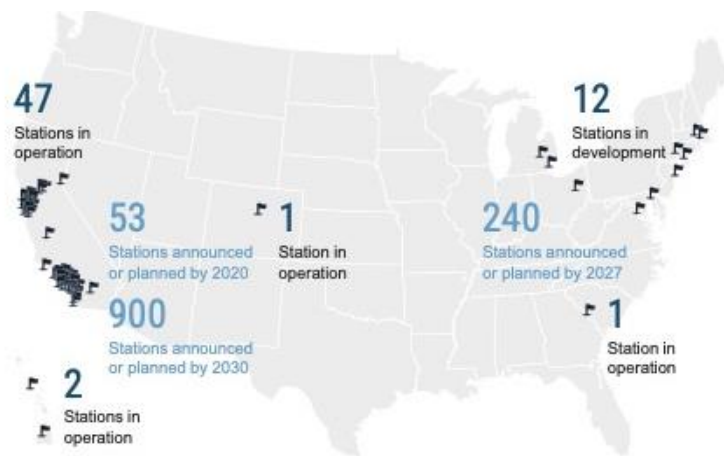 47
Stations in
operation
12
Stations in
development
53
Stations announced
or planned by 2020
1
Station in
operation
240
Stations announced
or planned by 2027
900
Stations announced
or planned by 2030
1
Station in
operation
2
Stations in
operation